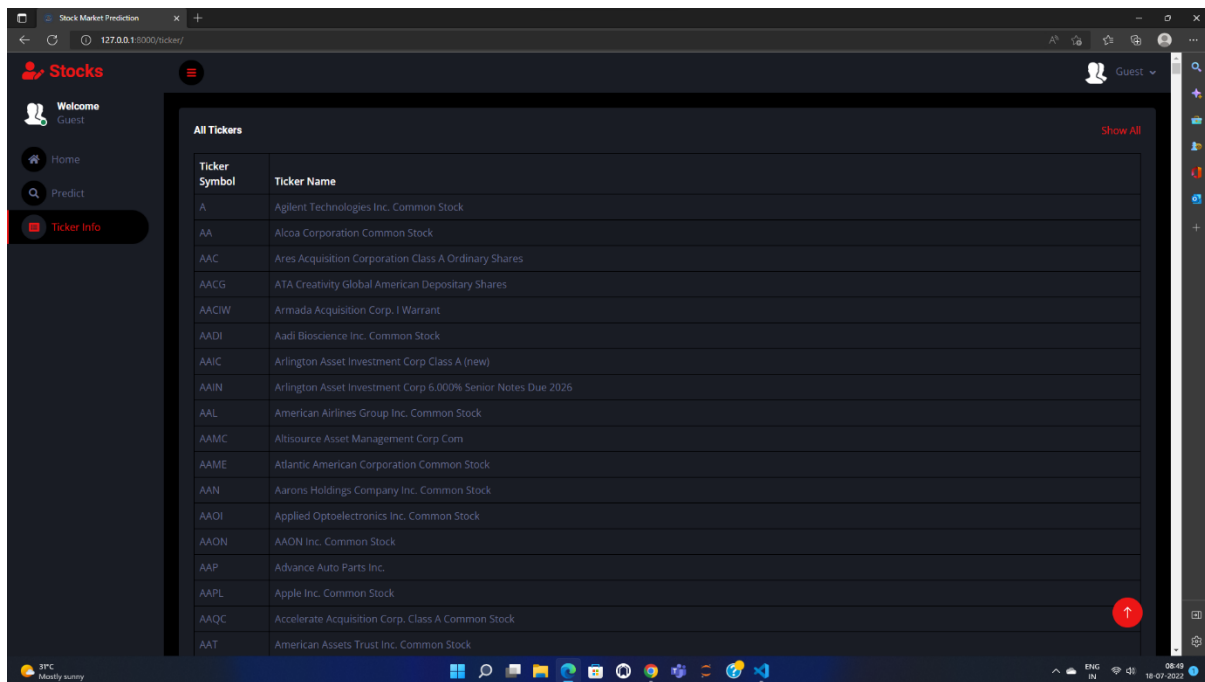 Stock Market Prediction
127.0.0.1:8000/ticker/
Stocks
Guest
Welcome
Guest
Home
Predict
Ticker Info
All Tickers
Show All
Ticker Symbol Ticker Name
A Agilent Technologies Inc. Common Stock
AA Alcoa Corporation Common Stock
AAC Ares Acquisition Corporation Class A Ordinary Shares
AACG ATA Creativity Global American Depositary Shares
AACIW Armada Acquisition Corp. I Warrant
AADI Aadi Bioscience Inc. Common Stock
AAIC Arlington Asset Investment Corp Class A (new)
AAIN Arlington Asset Investment Corp 6.000% Senior Notes Due 2026
AAL American Airlines Group Inc. Common Stock
AAMC Altisource Asset Management Corp Com
AAME Atlantic American Corporation Common Stock
AAN Aarons Holdings Company Inc. Common Stock
AAOI Applied Optoelectronics Inc. Common Stock
AAON AAON Inc. Common Stock
AAP Advance Auto Parts Inc.
AAPL Apple Inc. Common Stock
AAQC Accelerate Acquisition Corp. Class A Common Stock
AAT American Assets Trust Inc. Common Stock
31°C
Mostly sunny
ENG
IN
08:49
18-07-2022